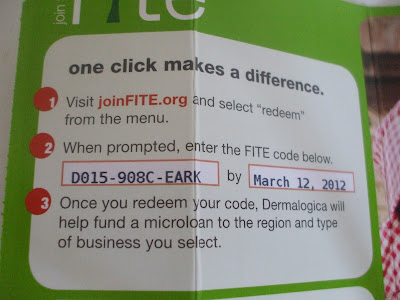 join FITE
one click makes a difference.
1 Visit joinFITE.org and select "redeem"
from the menu.
2 When prompted, enter the FITE code below.
D015-908C-EARK by March 12, 2012
3 Once you redeem your code, Dermalogica will
help fund a microloan to the region and type
of business you select.